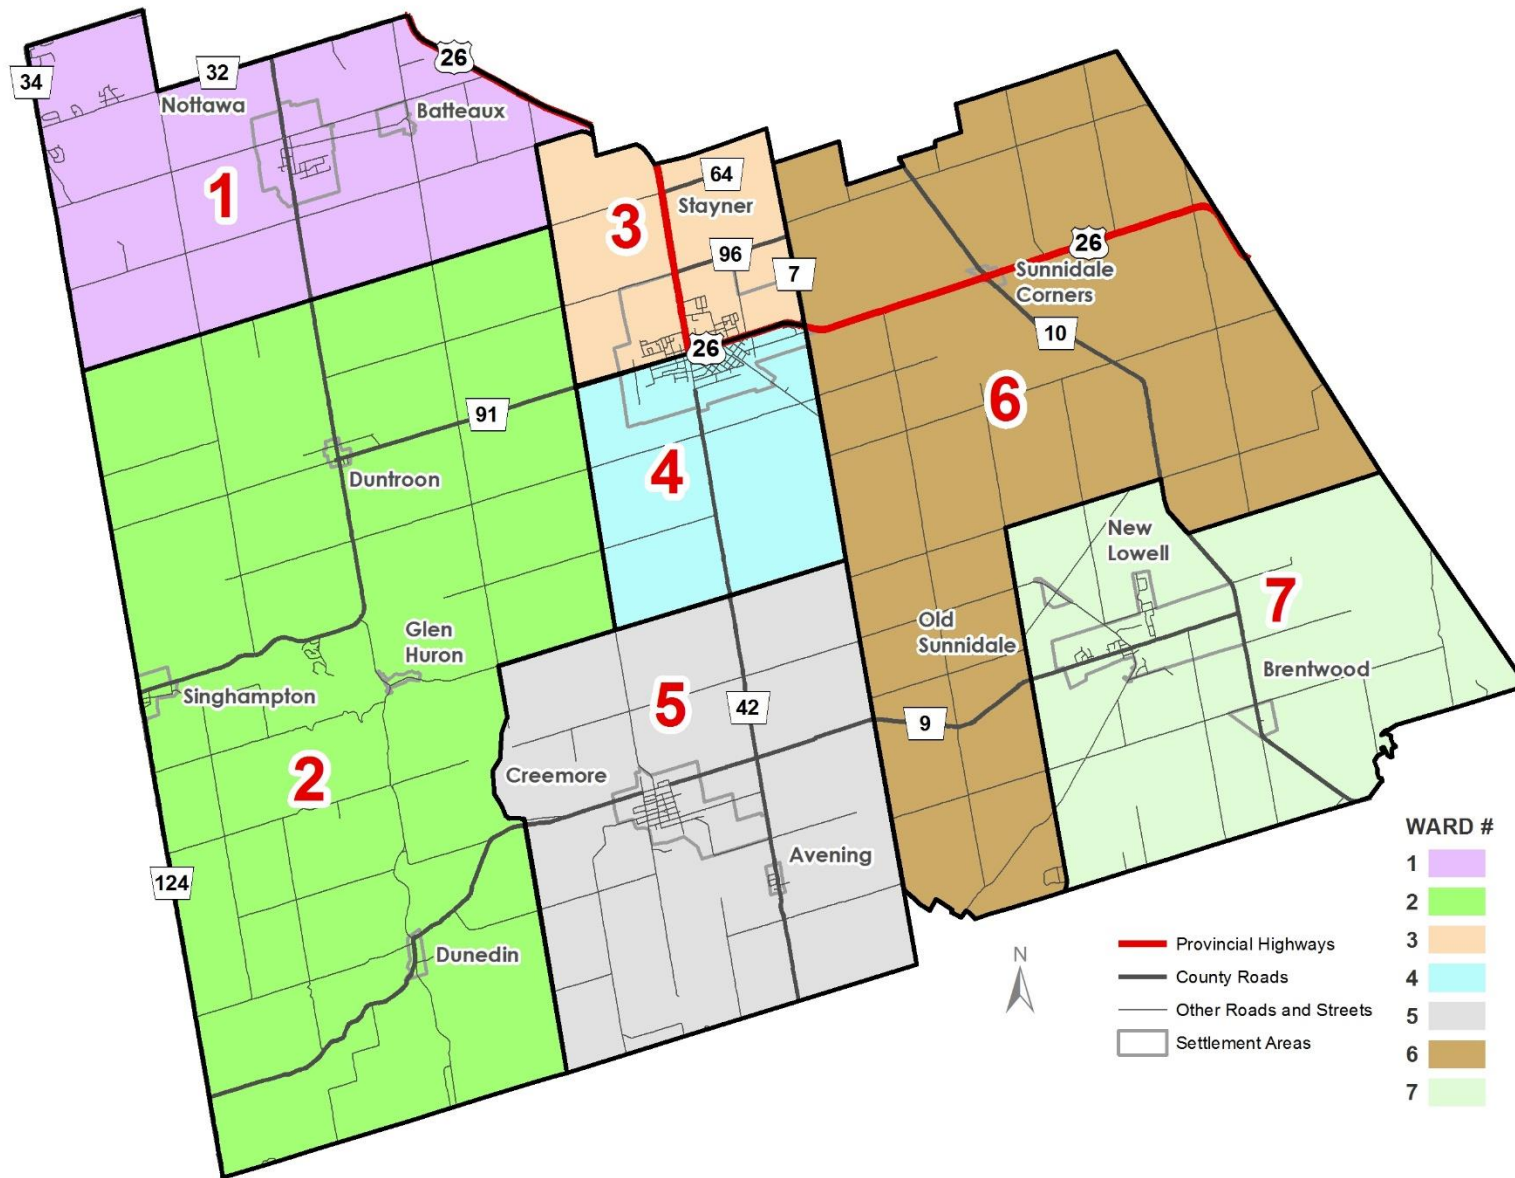 26
32
34
Nottawa
Batteaux
1
64
Stayner
3
96
7
26
Sunnidale
Corners
10
26
6
91
4
Duntroon
New
Lowell
7
Glen
Huron
Old
Sunnidale
Brentwood
Singhampton
5
42
9
2
Creemore
Avening
124
Dunedin
WARD #
1
2
3
4
5
6
7
N
Provincial Highways
County Roads
Other Roads and Streets
Settlement Areas